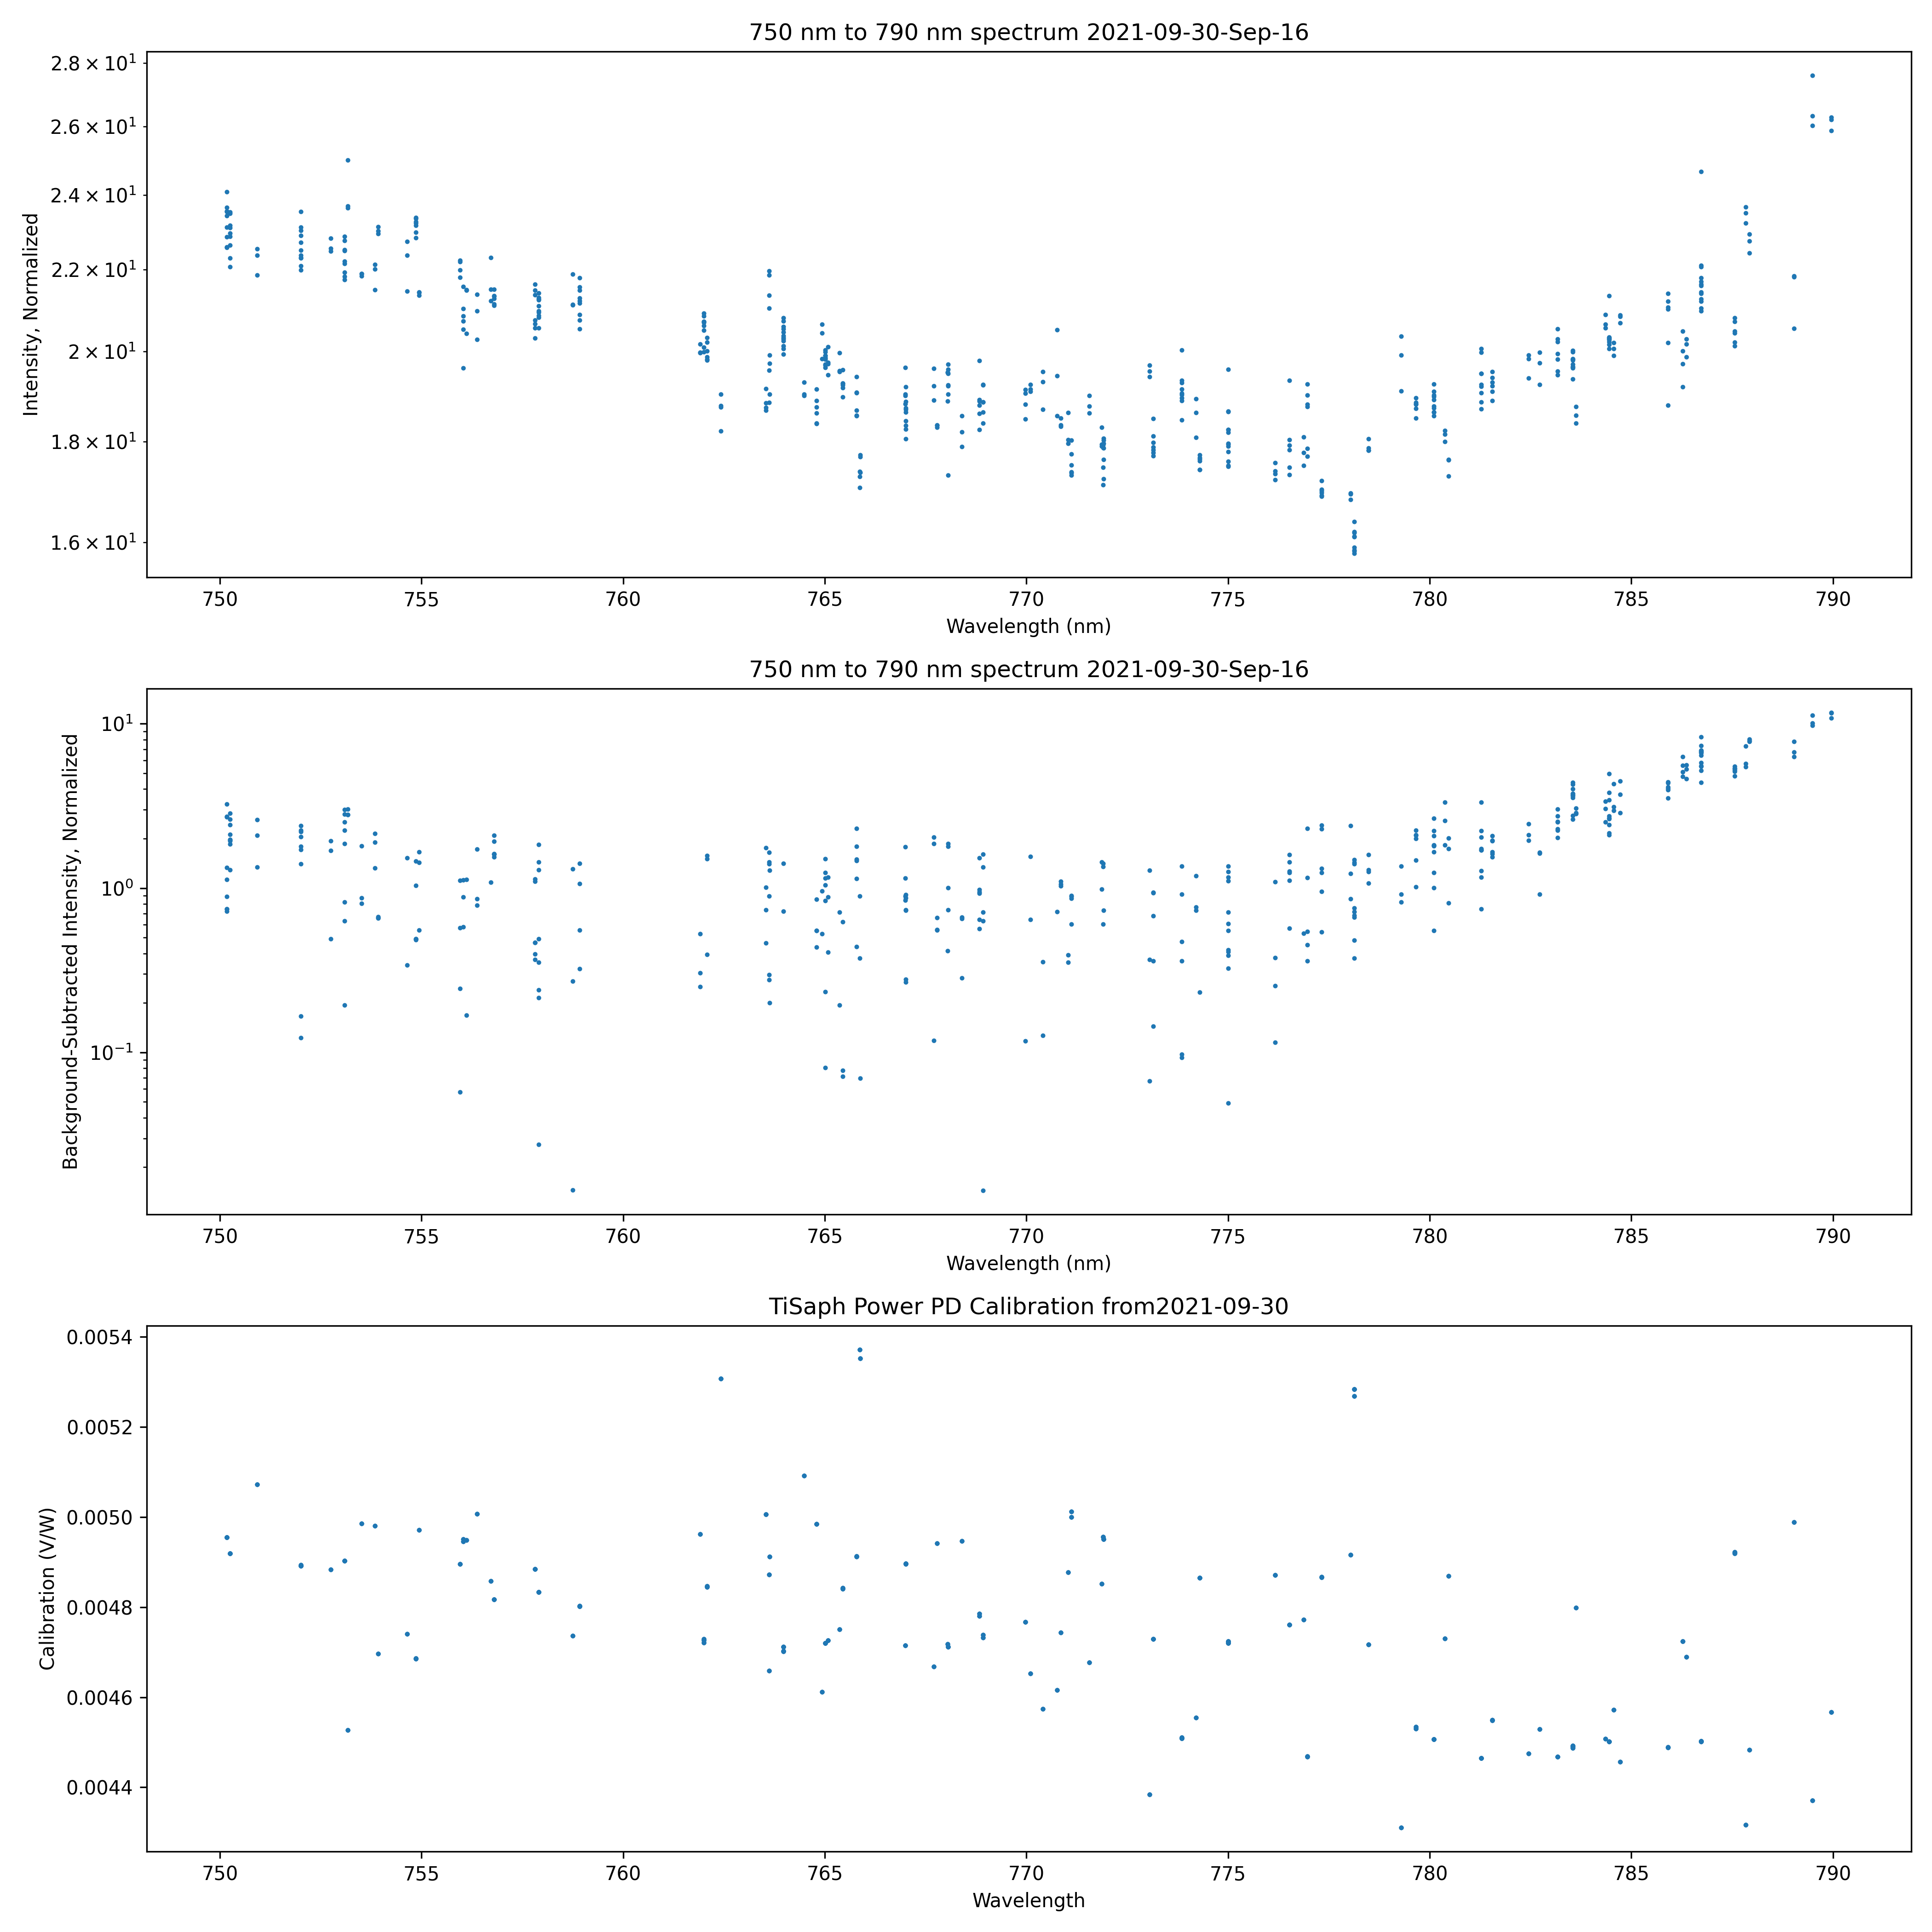 750 nm to 790 nm spectrum 2021-09-30-Sep-16
Intensity, Normalized
2.8 × 10¹
2.6 × 10¹
2.4 × 10¹
2.2 × 10¹
2 × 10¹
1.8 × 10¹
1.6 × 10¹
750 755 760 765 770 775 780 785 790
Wavelength (nm)
750 nm to 790 nm spectrum 2021-09-30-Sep-16
Background-Subtracted Intensity, Normalized
10¹
10⁰
10⁻¹
750 755 760 765 770 775 780 785 790
Wavelength (nm)
TiSaph Power PD Calibration from2021-09-30
Calibration (V/W)
0.0054
0.0052
0.0050
0.0048
0.0046
0.0044
750 755 760 765 770 775 780 785 790
Wavelength